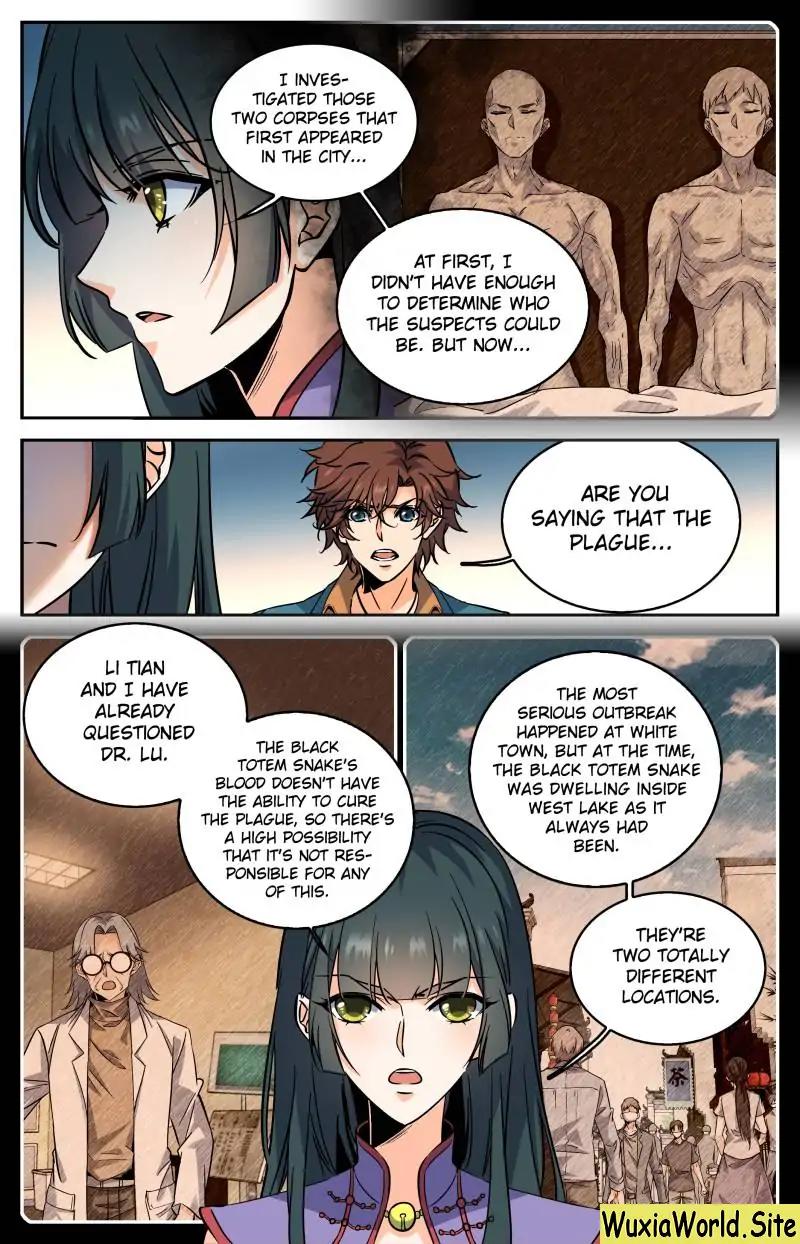 I INVES-
TIGATED THOSE
TWO CORPSES THAT
FIRST APPEARED
IN THE CITY...
AT FIRST, I
DIDN'T HAVE ENOUGH
TO DETERMINE WHO
THE SUSPECTS COULD
BE. BUT NOW...
ARE YOU
SAYING THAT THE
PLAGUE...
LI TIAN
AND I HAVE
ALREADY
QUESTIONED
DR. LU.
THE BLACK
TOTEM SNAKE'S
BLOOD DOESN'T HAVE
THE ABILITY TO CURE
THE PLAGUE, SO THERE'S
A HIGH POSSIBILITY
THAT IT'S NOT RES-
PONSIBLE FOR ANY
OF THIS.
THE MOST
SERIOUS OUTBREAK
HAPPENED AT WHITE
TOWN, BUT AT THE TIME,
THE BLACK TOTEM SNAKE
WAS DWELLING INSIDE
WEST LAKE AS IT
ALWAYS HAD
BEEN.
THEY'RE
TWO TOTALLY
DIFFERENT
LOCATIONS.
茶
WuxiaWorld.Site